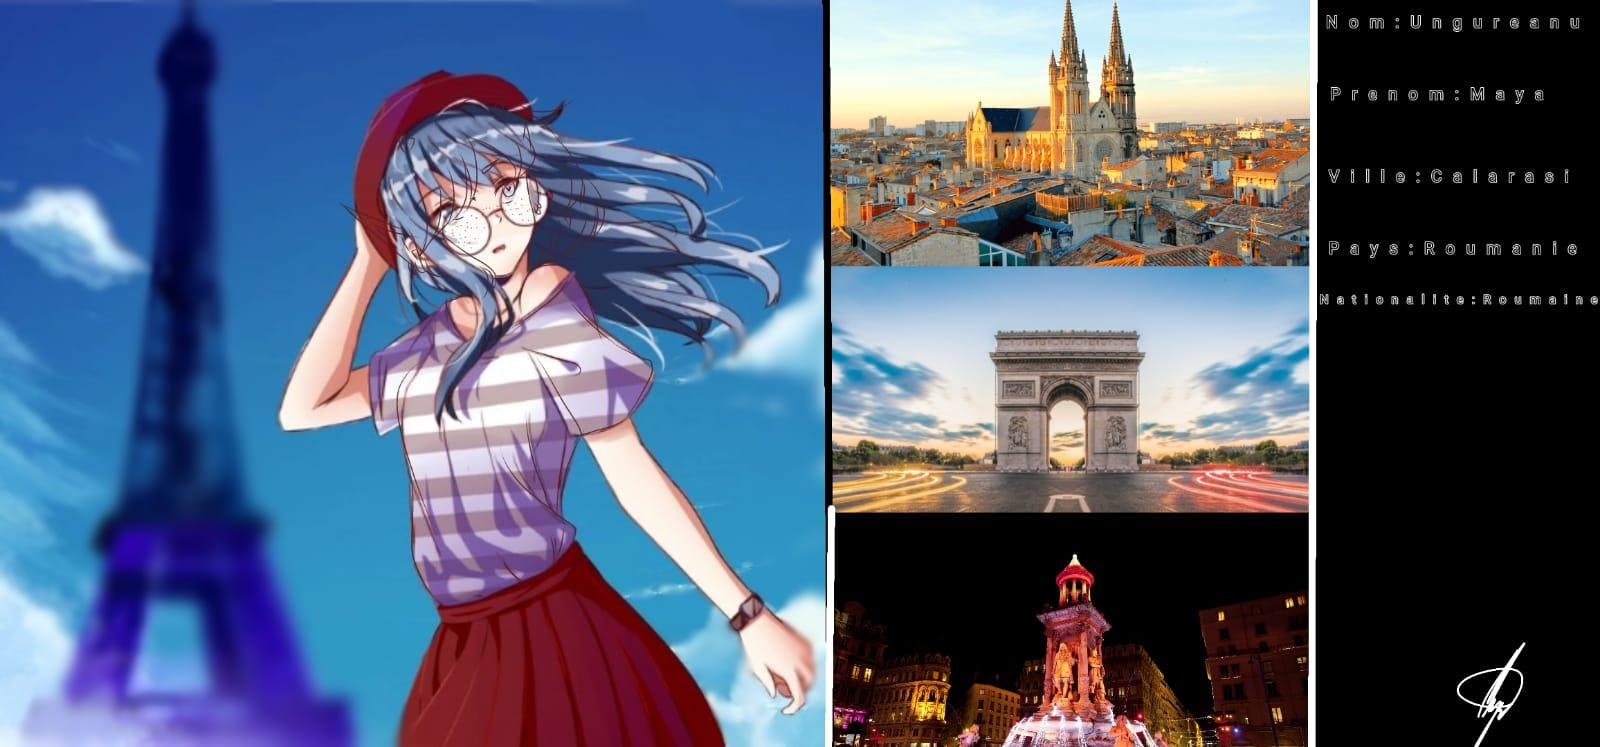 Nom:Ungureanu
Prenom:Maya
Ville:Calarasi
Pays:Roumanie
Nationalite:Roumaine